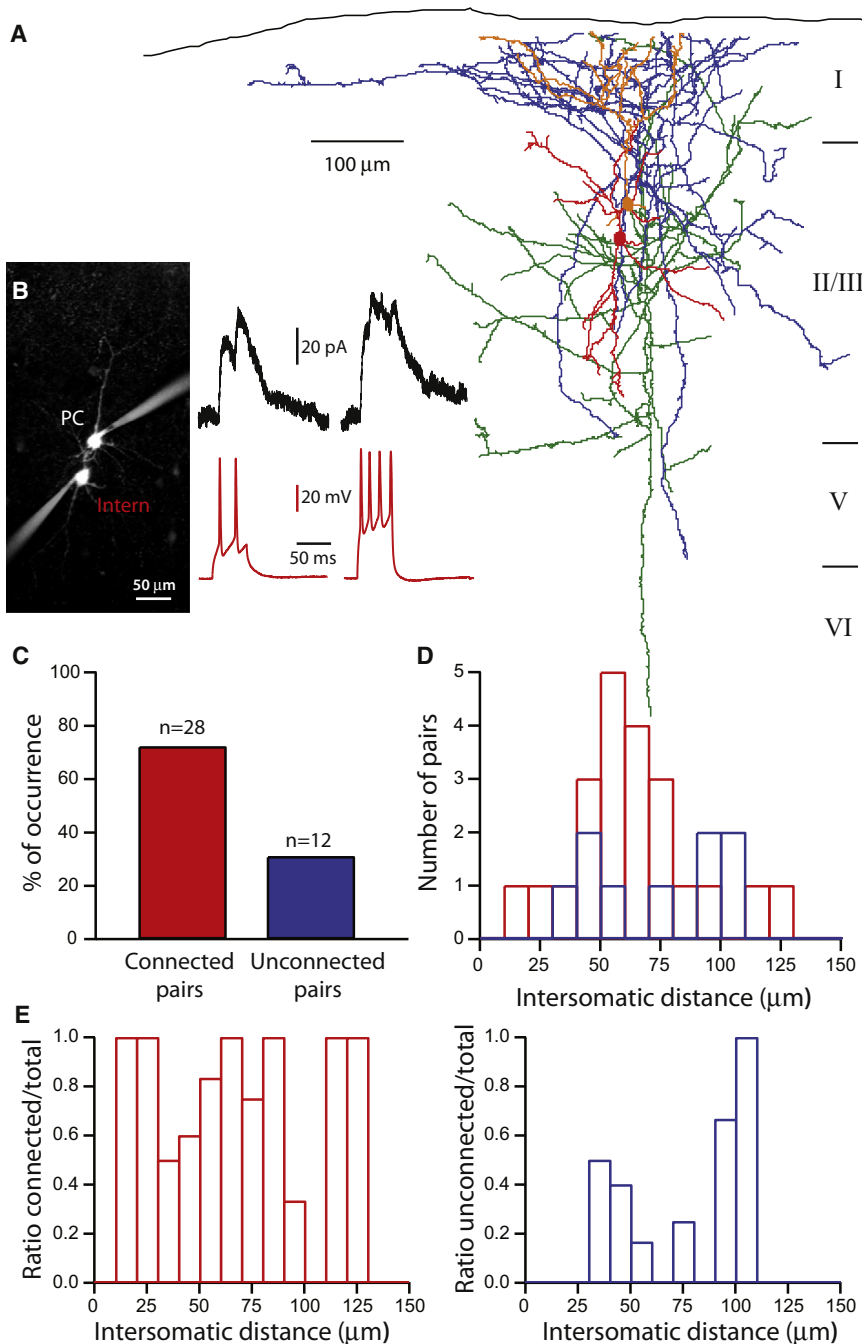 A
I
100 μm
II/III
B
PC
20 pA
Intern
20 mV
50 ms
50 μm
V
VI
C
D
100
80
60
40
20
0
% of occurrence
n=28
n=12
Connected pairs
Unconnected pairs
5
4
3
2
1
0
Number of pairs
0 25 50 75 100 125 150
Intersomatic distance (μm)
E
1.0
0.8
0.6
0.4
0.2
0.0
Ratio connected/total
0 25 50 75 100 125 150
Intersomatic distance (μm)
1.0
0.8
0.6
0.4
0.2
0.0
Ratio unconnected/total
0 25 50 75 100 125 150
Intersomatic distance (μm)